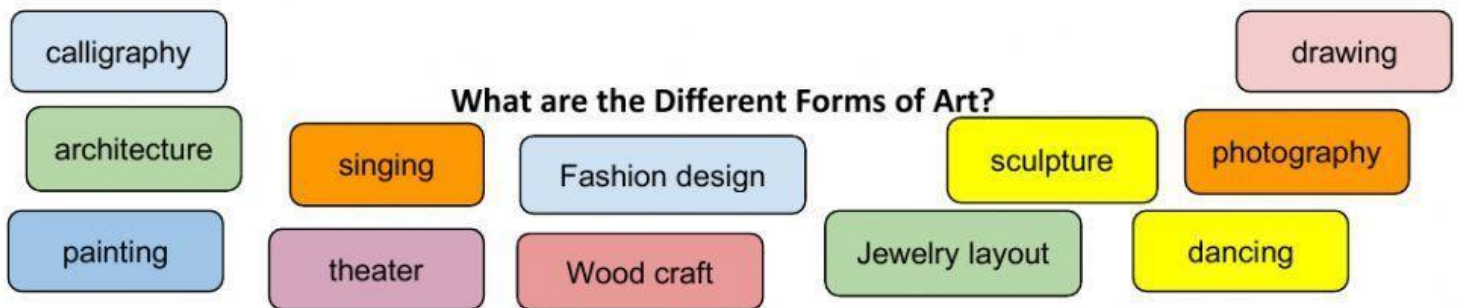 calligraphy
drawing
What are the Different Forms of Art?
architecture
singing
Fashion design
sculpture
photography
painting
theater
Wood craft
Jewelry layout
dancing